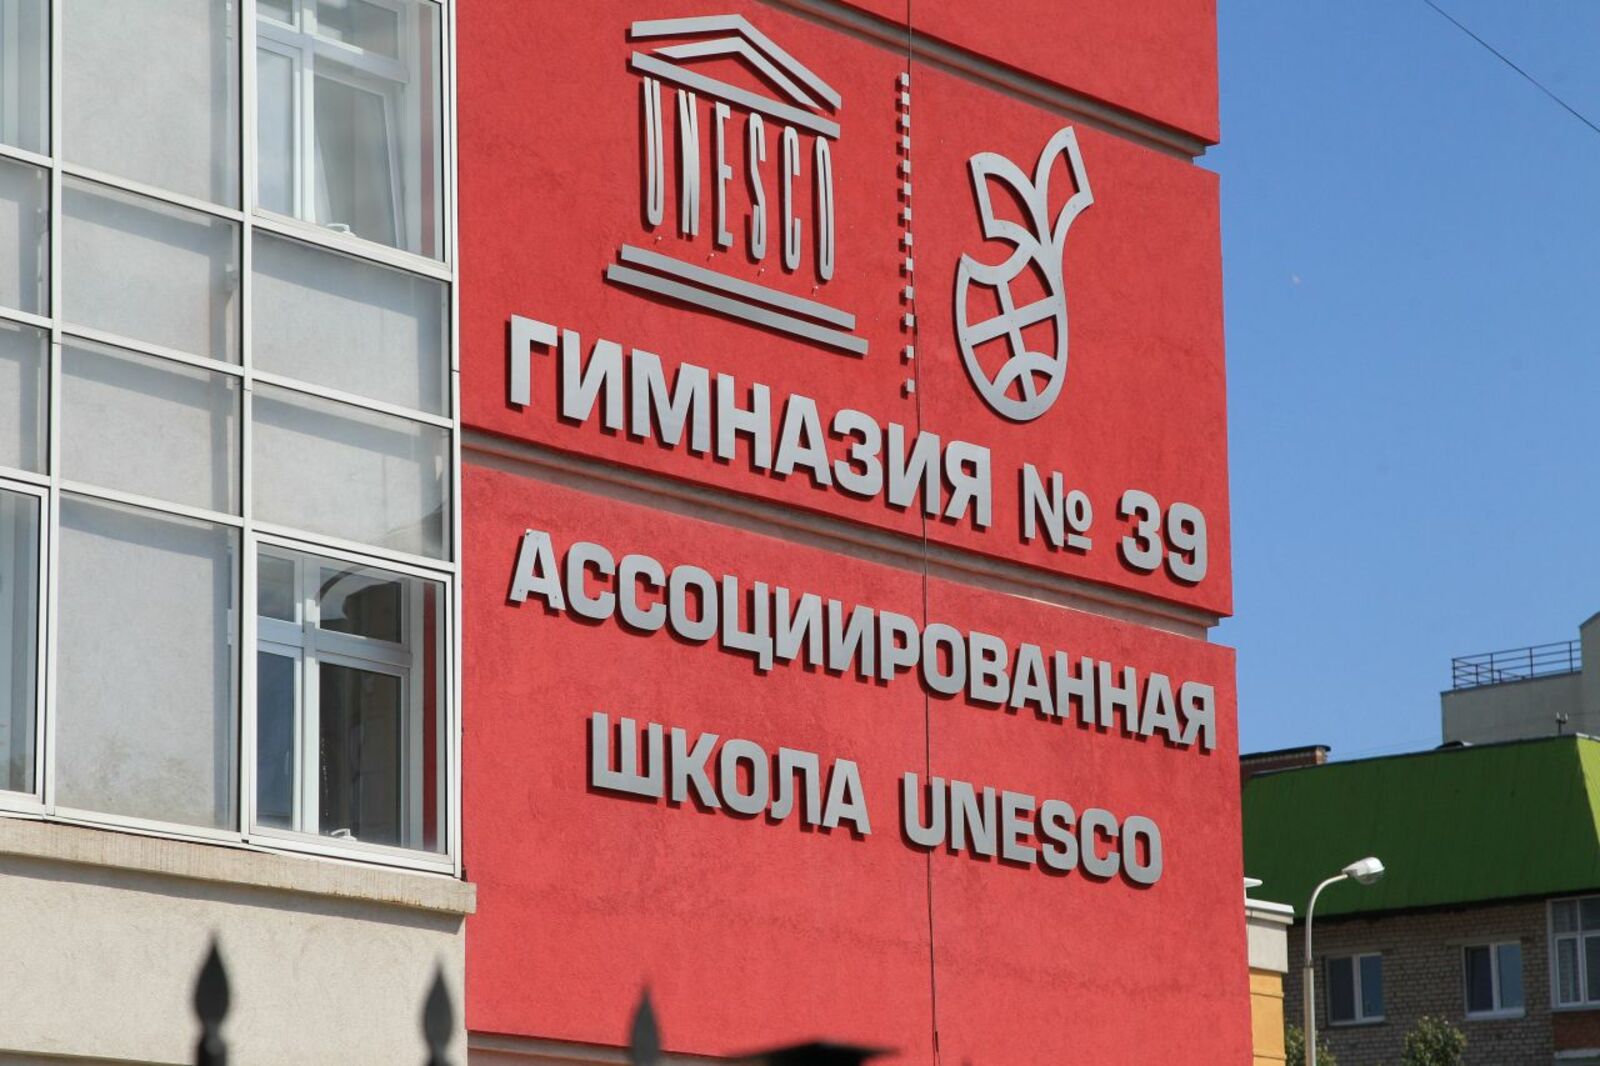 UNESCO
ГИМНАЗИЯ № 39
АССОЦИИРОВАННАЯ
ШКОЛА UNESCO